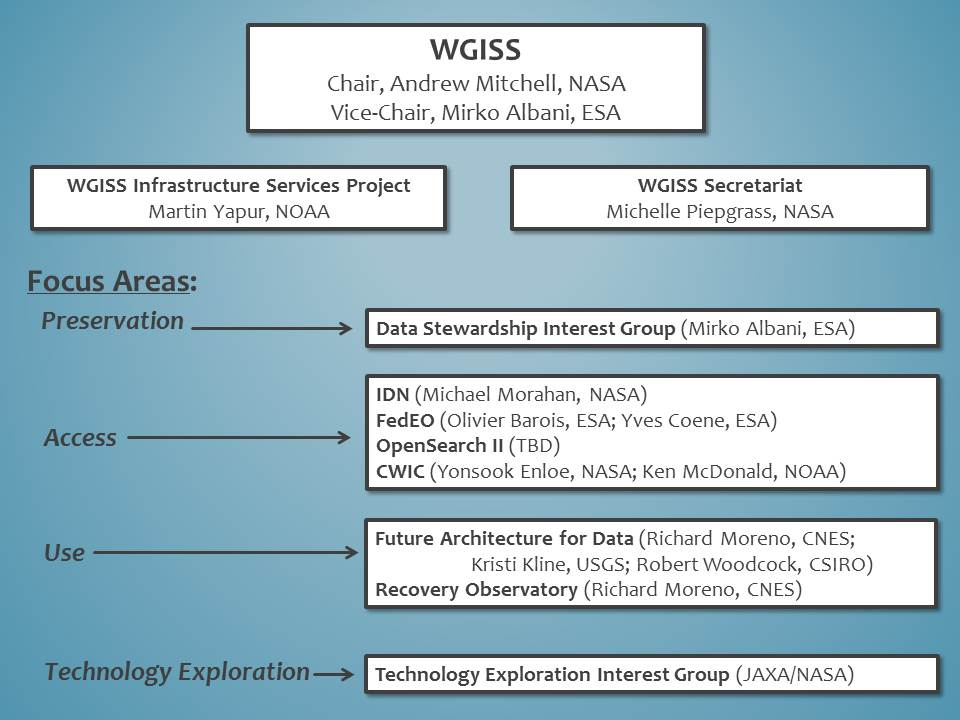 WGISS
Chair, Andrew Mitchell, NASA
Vice-Chair, Mirko Albani, ESA
WGISS Infrastructure Services Project
Martin Yapur, NOAA
WGISS Secretariat
Michelle Piepgrass, NASA
Focus Areas:
Preservation
Data Stewardship Interest Group (Mirko Albani, ESA)
Access
IDN (Michael Morahan, NASA)
FedEO (Olivier Barois, ESA; Yves Coene, ESA)
OpenSearch II (TBD)
CWIC (Yonsook Enloe, NASA; Ken McDonald, NOAA)
Use
Future Architecture for Data (Richard Moreno, CNES;
Kristi Kline, USGS; Robert Woodcock, CSIRO)
Recovery Observatory (Richard Moreno, CNES)
Technology Exploration
Technology Exploration Interest Group (JAXA/NASA)